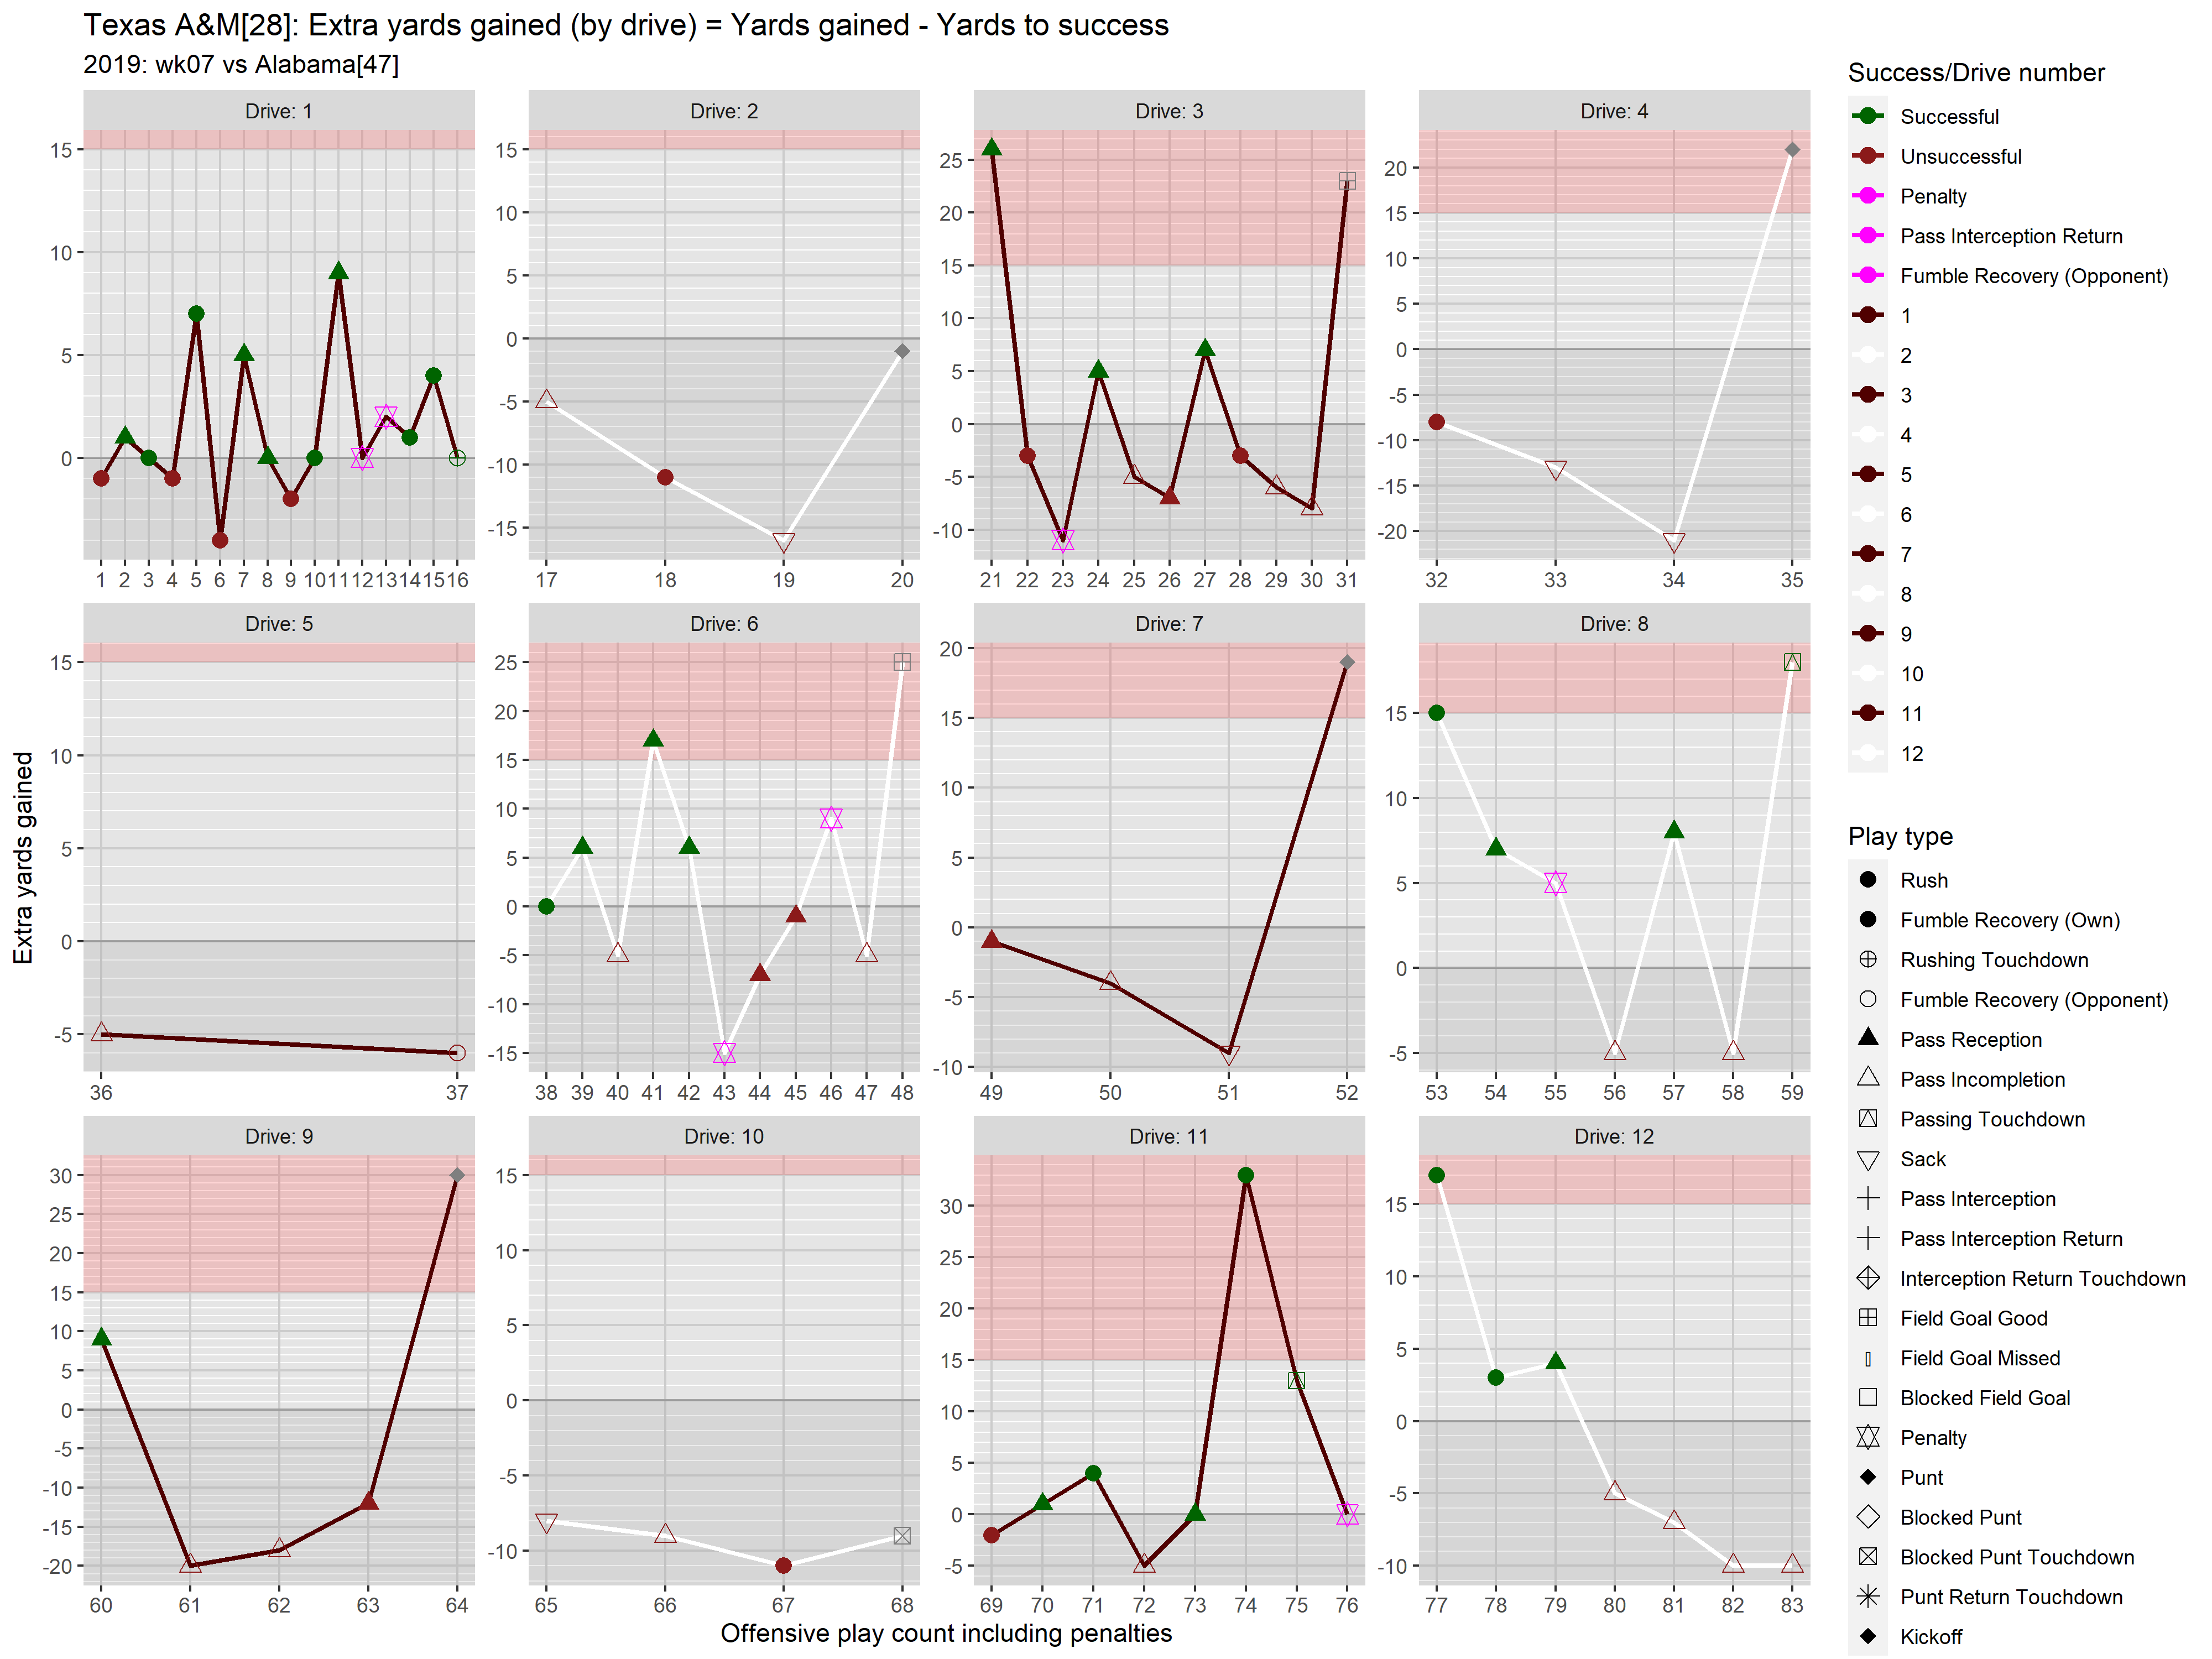 Texas A&M[28]: Extra yards gained (by drive) = Yards gained - Yards to success
2019: wk07 vs Alabama[47]
Drive: 1
15
10
5
0
1 2 3 4 5 6 7 8 9 10 11 12 13 14 15 16
Drive: 2
15
10
5
0
-5
-10
-15
17 18 19 20
Drive: 3
25
20
15
10
5
0
-5
-10
21 22 23 24 25 26 27 28 29 30 31
Drive: 4
20
15
10
5
0
-5
-10
-15
-20
32 33 34 35
Drive: 5
15
10
5
0
-5
36 37
Drive: 6
25
20
15
10
5
0
-5
-10
-15
38 39 40 41 42 43 44 45 46 47 48
Drive: 7
20
15
10
5
0
-5
-10
49 50 51 52
Drive: 8
15
10
5
0
-5
53 54 55 56 57 58 59
Drive: 9
30
25
20
15
10
5
0
-5
-10
-15
-20
60 61 62 63 64
Drive: 10
15
10
5
0
-5
-10
65 66 67 68
Drive: 11
30
25
20
15
10
5
0
-5
69 70 71 72 73 74 75 76
Drive: 12
15
10
5
0
-5
-10
77 78 79 80 81 82 83
Extra yards gained
Offensive play count including penalties
Success/Drive number
Successful
Unsuccessful
Penalty
Pass Interception Return
Fumble Recovery (Opponent)
1
2
3
4
5
6
7
8
9
10
11
12
Play type
Rush
Fumble Recovery (Own)
Rushing Touchdown
Fumble Recovery (Opponent)
Pass Reception
Pass Incompletion
Passing Touchdown
Sack
Pass Interception
Pass Interception Return
Interception Return Touchdown
Field Goal Good
Field Goal Missed
Blocked Field Goal
Penalty
Punt
Blocked Punt
Blocked Punt Touchdown
Punt Return Touchdown
Kickoff